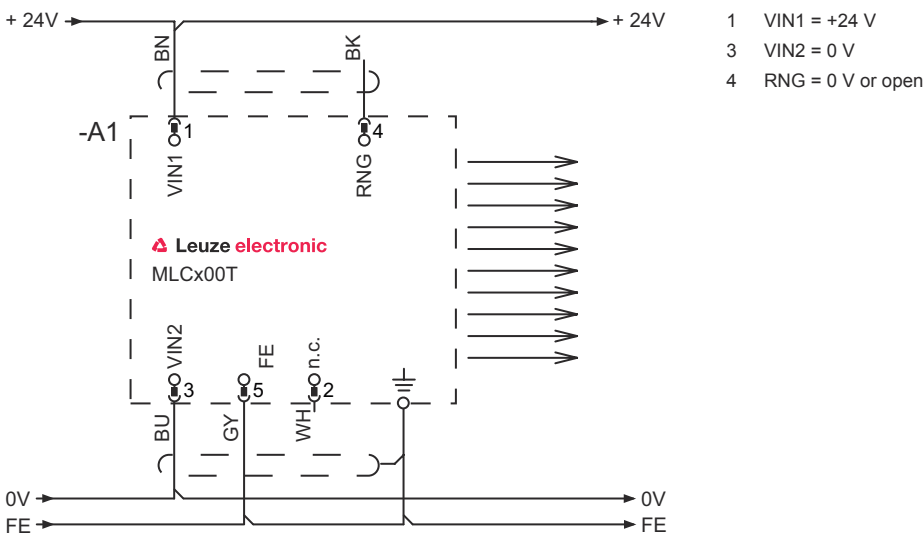 + 24V
+ 24V
1 VIN1 = +24 V
3 VIN2 = 0 V
4 RNG = 0 V or open
BN
BK
-A1
1
4
VIN1
RNG
Leuze electronic
MLCx00T
VIN2
FE
n.c.
3
5
2
BU
GY
WH
0V
0V
FE
FE